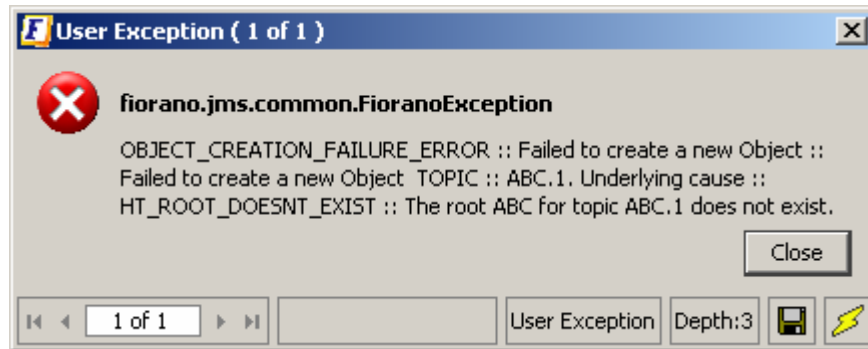 User Exception ( 1 of 1 )
fiorano.jms.common.FioranoException
OBJECT_CREATION_FAILURE_ERROR :: Failed to create a new Object ::
Failed to create a new Object  TOPIC :: ABC.1. Underlying cause ::
HT_ROOT_DOESNT_EXIST :: The root ABC for topic ABC.1 does not exist.
Close
1 of 1
User Exception
Depth:3